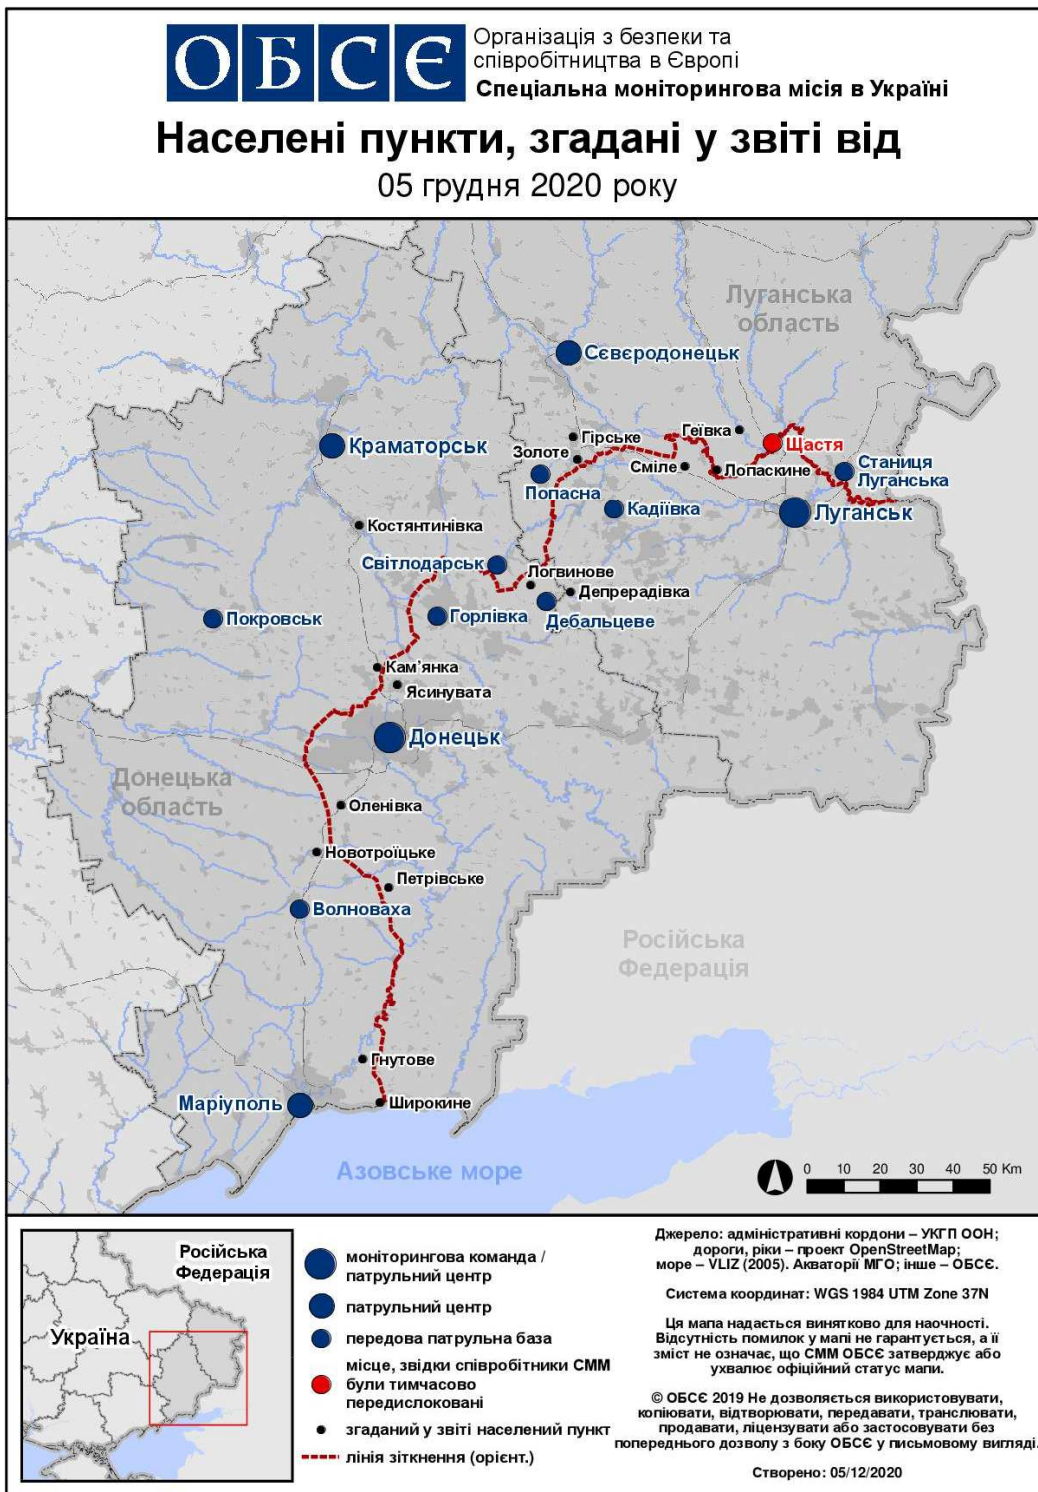 ОБСЄ
Організація з безпеки та
співробітництва в Європі
Спеціальна моніторингова місія в Україні
Населені пункти, згадані у звіті від
05 грудня 2020 року
Луганська
область
Сєвєродонецьк
Геївка
Гірське
Щастя
Краматорськ
Золоте
Сміле
Лопаскине
Станиця
Луганська
Попасна
Кадіївка
Луганськ
Костянтинівка
Світлодарськ
Логвинове
Депрерадівка
Покровськ
Горлівка
Дебальцеве
Кам'янка
Ясинувата
Донецьк
Донецька
область
Оленівка
Новотроїцьке
Петрівське
Волноваха
Російська
Федерація
Гнутове
Маріуполь
Широкине
Азовське море
0 10 20 30 40 50 Km
Російська
Федерація
Україна
моніторингова команда /
патрульний центр
патрульний центр
передова патрульна база
місце, звідки співробітники СММ
були тимчасово
передислоковані
згаданий у звіті населений пункт
лінія зіткнення (орієнт.)
Джерело: адміністративні кордони – УКГП ООН;
дороги, ріки – проект OpenStreetMap;
море – VLIZ (2005). Акваторії МГО; інше – ОБСЄ.
Система координат: WGS 1984 UTM Zone 37N
Ця мапа надається винятково для наочності.
Відсутність помилок у мапі не гарантується, а її
зміст не означає, що СММ ОБСЄ затверджує або
ухвалює офіційний статус мапи.
© ОБСЄ 2019 Не дозволяється використовувати,
копіювати, відтворювати, передавати, транслювати,
продавати, ліцензувати або застосовувати без
попереднього дозволу з боку ОБСЄ у письмовому вигляді.
Створено: 05/12/2020